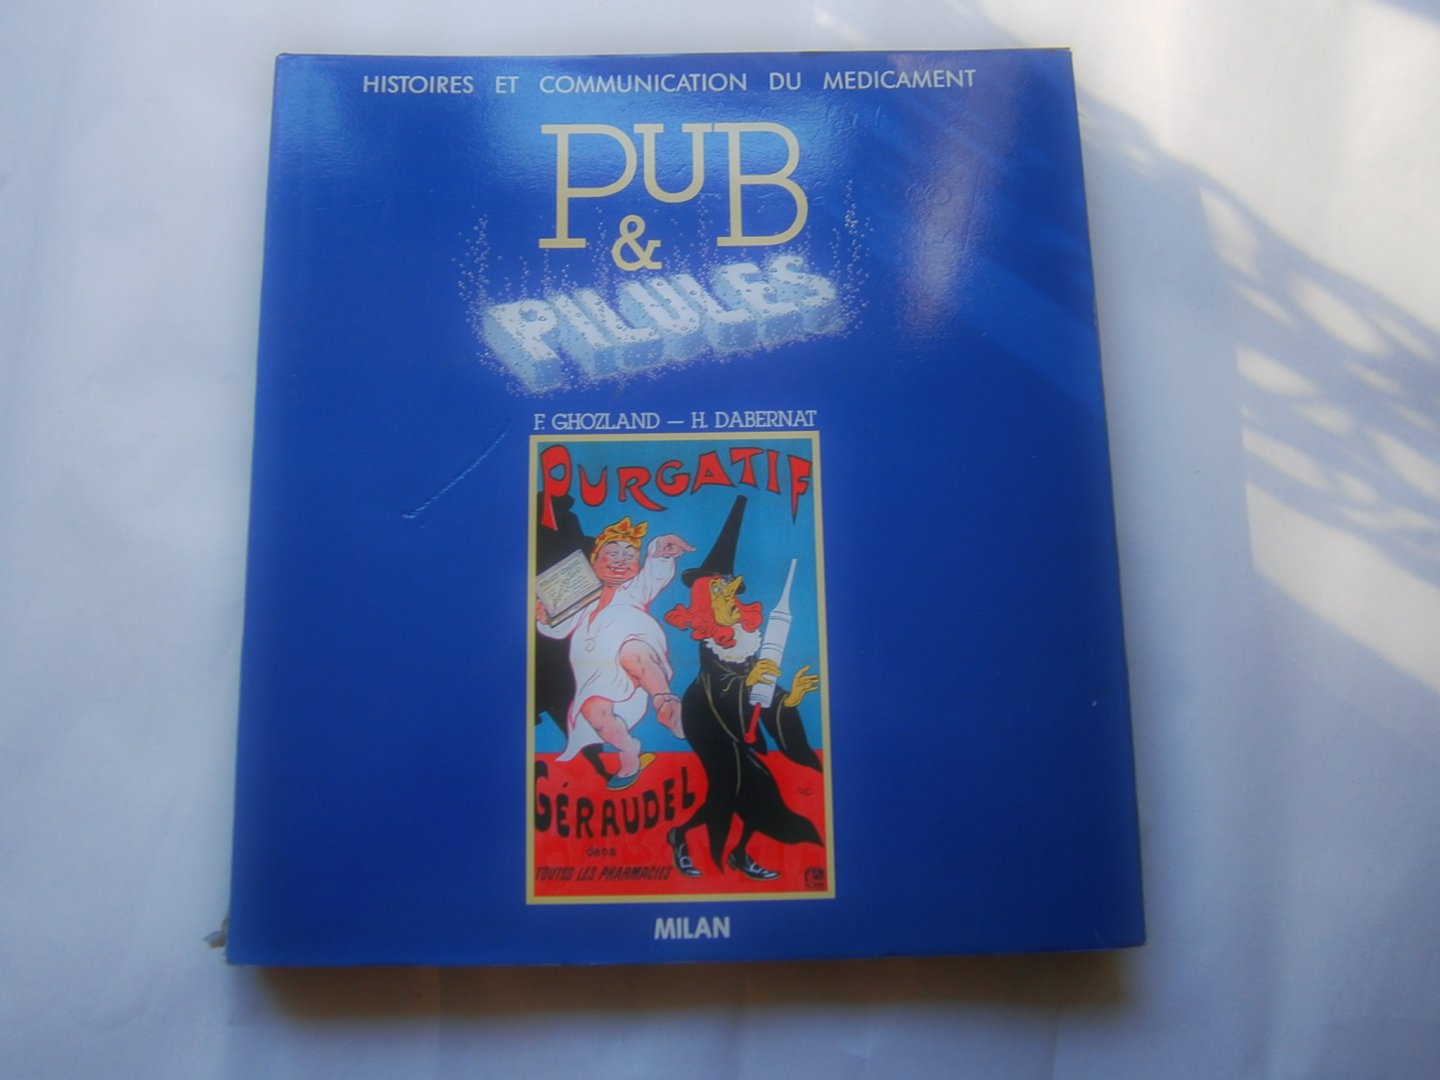 HISTOIRES ET COMMUNICATION DU MEDICAMENT
PUB
&
PILULES
F. GHOZLAND — H. DABERNAT
PURGATIF
GÉRAUDEL
dans
TOUTES LES PHARMACIES
MILAN